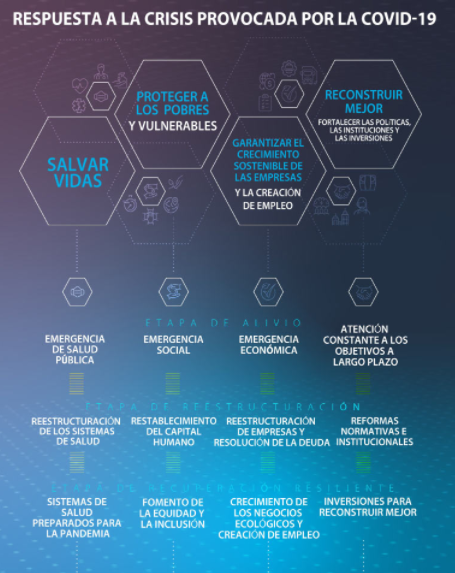 RESPUESTA A LA CRISIS PROVOCADA POR LA COVID-19
SALVAR
VIDAS
PROTEGER A
LOS POBRES
Y VULNERABLES
GARANTIZAR EL
CRECIMIENTO
SOSTENIBLE DE
LAS EMPRESAS
Y LA CREACIÓN
DE EMPLEO
RECONSTRUIR
MEJOR
FORTALECER LAS POLÍTICAS,
LAS INSTITUCIONES Y
LAS INVERSIONES
ETAPA DE ALIVIO
EMERGENCIA
DE SALUD
PÚBLICA
EMERGENCIA
SOCIAL
EMERGENCIA
ECONÓMICA
ATENCIÓN
CONSTANTE A LOS
OBJETIVOS A
LARGO PLAZO
ETAPA DE REESTRUCTURACIÓN
REESTRUCTURACIÓN
DE LOS SISTEMAS
DE SALUD
RESTABLECIMIENTO
DEL CAPITAL
HUMANO
REESTRUCTURACIÓN
DE EMPRESAS Y
RESOLUCIÓN DE LA DEUDA
REFORMAS
NORMATIVAS E
INSTITUCIONALES
ETAPA DE RECUPERACIÓN RESILIENTE
SISTEMAS DE
SALUD
PREPARADOS PARA
LA PANDEMIA
FOMENTO DE
LA EQUIDAD Y
LA INCLUSIÓN
CRECIMIENTO DE
LOS NEGOCIOS
ECOLÓGICOS Y
CREACIÓN DE EMPLEO
INVERSIONES PARA
RECONSTRUIR MEJOR